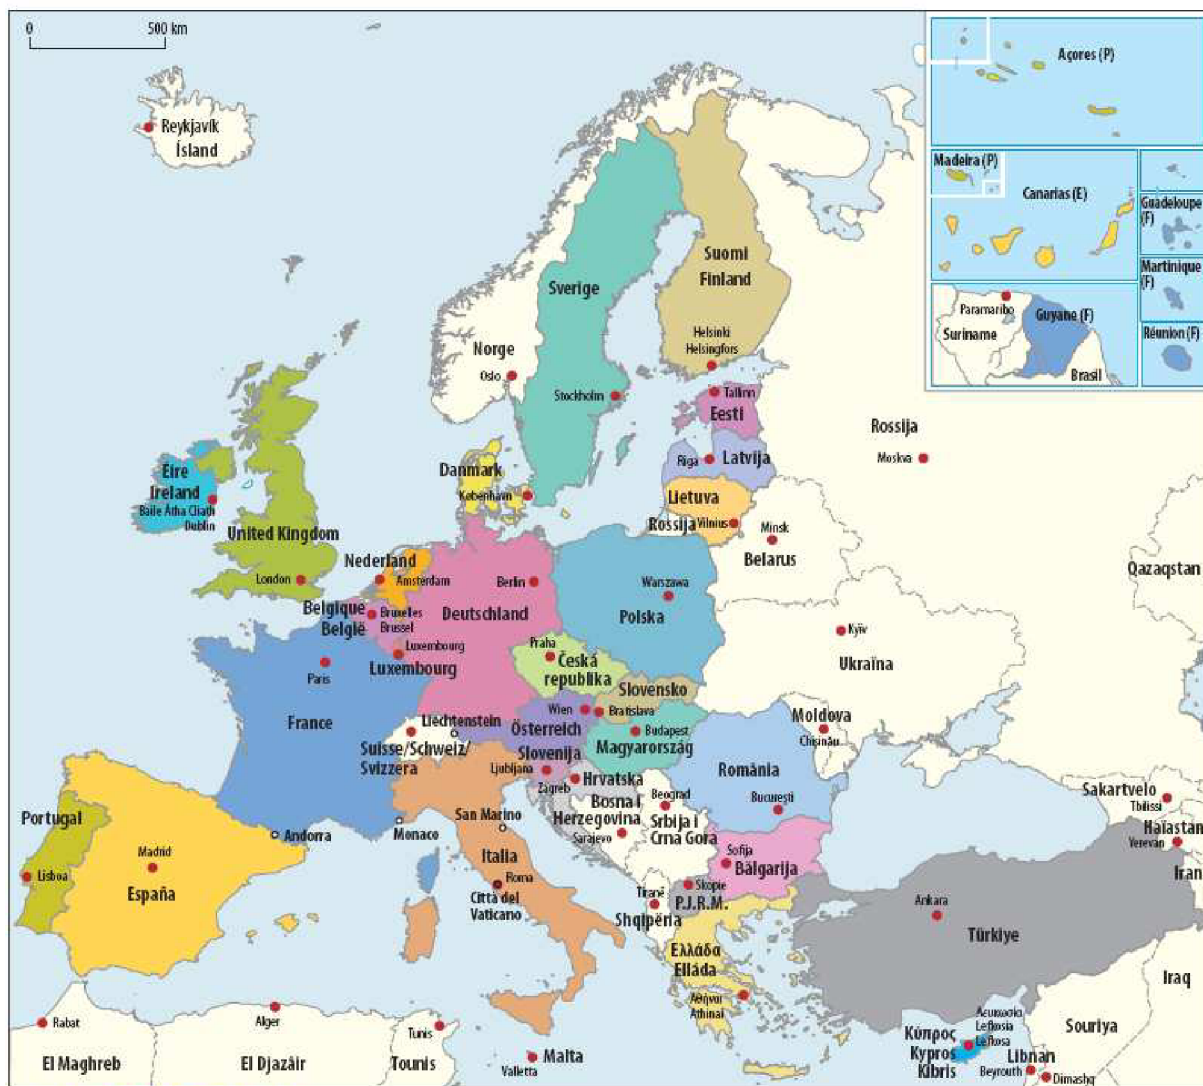 0
500 km
Reykjavík
Ísland
Açores (P)
Madeira (P)
Canarias (E)
Guadeloupe
(F)
Martinique
(F)
Réunion (F)
Paramaribo
Suriname
Guyane (F)
Brasil
Suomi
Finland
Sverige
Norge
Oslo
Helsinki
Helsingfors
Stockholm
Tallinn
Eesti
Rossija
Moskva
Riga
Latvija
Danmark
København
Lietuva
Vilnius
Rossija
Minsk
Belarus
Éire
Ireland
Baile Átha Cliath
Dublin
United Kingdom
London
Nederland
Amsterdam
Berlin
Deutschland
Warszawa
Polska
Qazaqstan
Belgique
België
Bruxelles
Brussel
Luxembourg
Luxembourg
Kyïv
Ukraïna
Praha
Česká
republika
Paris
France
Slovensko
Bratislava
Wien
Österreich
Liechtenstein
Suisse/Schweiz/
Svizzera
Budapest
Magyarország
Moldova
Chişinău
Slovenija
Ljubljana
Hrvatska
Zagreb
România
Bucureşti
Bosna i
Herzegovina
Sarajevo
Beograd
Srbija i
Crna Gora
Sakartvelo
Tbilissi
Haïastan
Yerevan
Iran
Portugal
Lisboa
Madrid
España
Andorra
Monaco
San Marino
Italia
Roma
Città del
Vaticano
Sofija
Bălgarija
Skopie
P.J.R.M.
Tiranë
Shqipëria
Ankara
Türkiye
Ελλάδα
Elláda
Αθήναι
Athinai
Iraq
Rabat
El Maghreb
Alger
El Djazâir
Tunis
Tounis
Malta
Valletta
Κύπρος
Kypros
Kibris
Λευκωσία
Lefkosia
Lefkosa
Souriya
Libnan
Beyrouth
Dimashq